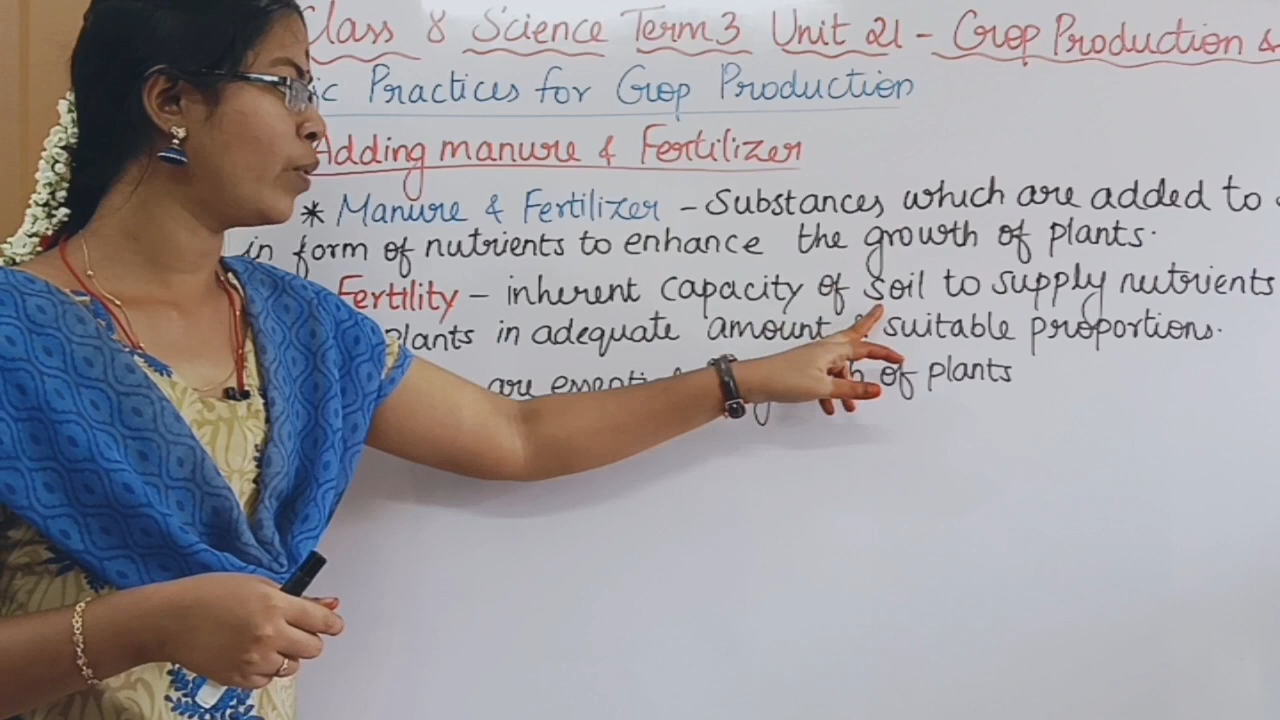 Class 8 Science Term 3 Unit 21 - Crop Production &
Practices for Crop Production
Adding manure & Fertilizer
* Manure & Fertilizer - Substances which are added to
in form of nutrients to enhance the growth of plants.
Fertility - inherent capacity of soil to supply nutrients
plants in adequate amount & suitable proportions.
are of plants